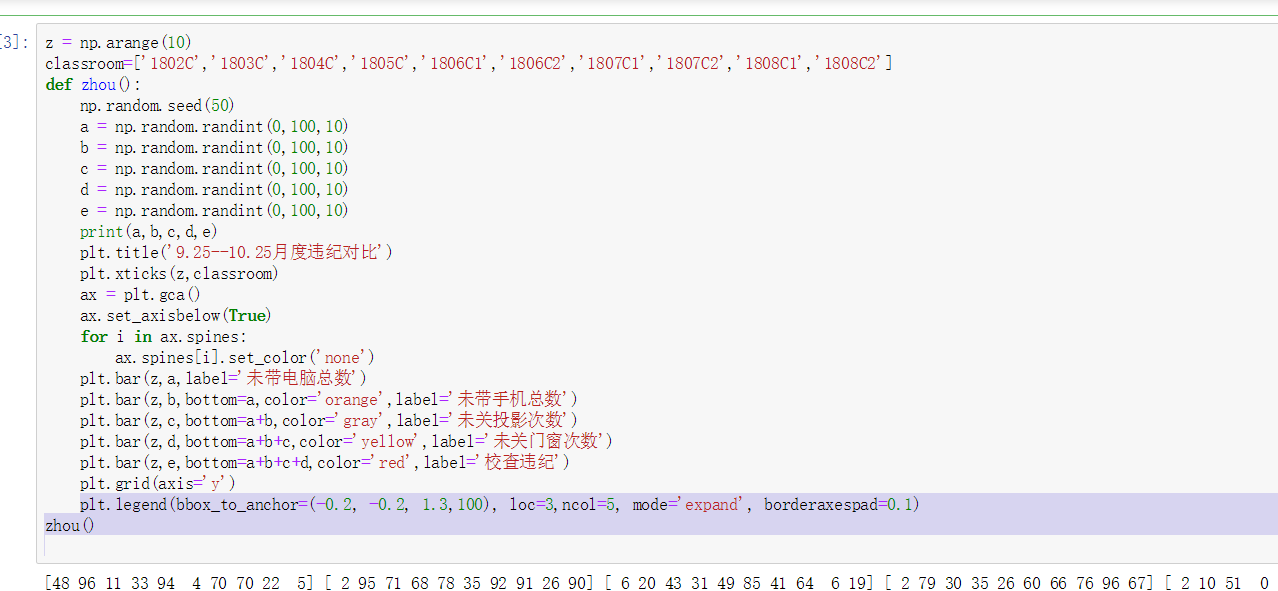 [3]:
z = np.arange(10)
classroom=['1802C','1803C','1804C','1805C','1806C1','1806C2','1807C1','1807C2','1808C1','1808C2']
def zhou():
    np.random.seed(50)
    a = np.random.randint(0,100,10)
    b = np.random.randint(0,100,10)
    c = np.random.randint(0,100,10)
    d = np.random.randint(0,100,10)
    e = np.random.randint(0,100,10)
    print(a,b,c,d,e)
    plt.title('9.25--10.25月度违纪对比')
    plt.xticks(z,classroom)
    ax = plt.gca()
    ax.set_axisbelow(True)
    for i in ax.spines:
        ax.spines[i].set_color('none')
    plt.bar(z,a,label='未带电脑总数')
    plt.bar(z,b,bottom=a,color='orange',label='未带手机总数')
    plt.bar(z,c,bottom=a+b,color='gray',label='未关投影次数')
    plt.bar(z,d,bottom=a+b+c,color='yellow',label='未关门窗次数')
    plt.bar(z,e,bottom=a+b+c+d,color='red',label='校查违纪')
    plt.grid(axis='y')
    plt.legend(bbox_to_anchor=(-0.2, -0.2, 1.3,100), loc=3,ncol=5, mode='expand', borderaxespad=0.1)
zhou()
[48 96 11 33 94  4 70 70 22  5] [ 2 95 71 68 78 35 92 91 26 90] [ 6 20 43 31 49 85 41 64  6 19] [ 2 79 30 35 26 60 66 76 96 67] [ 2 10 51  0